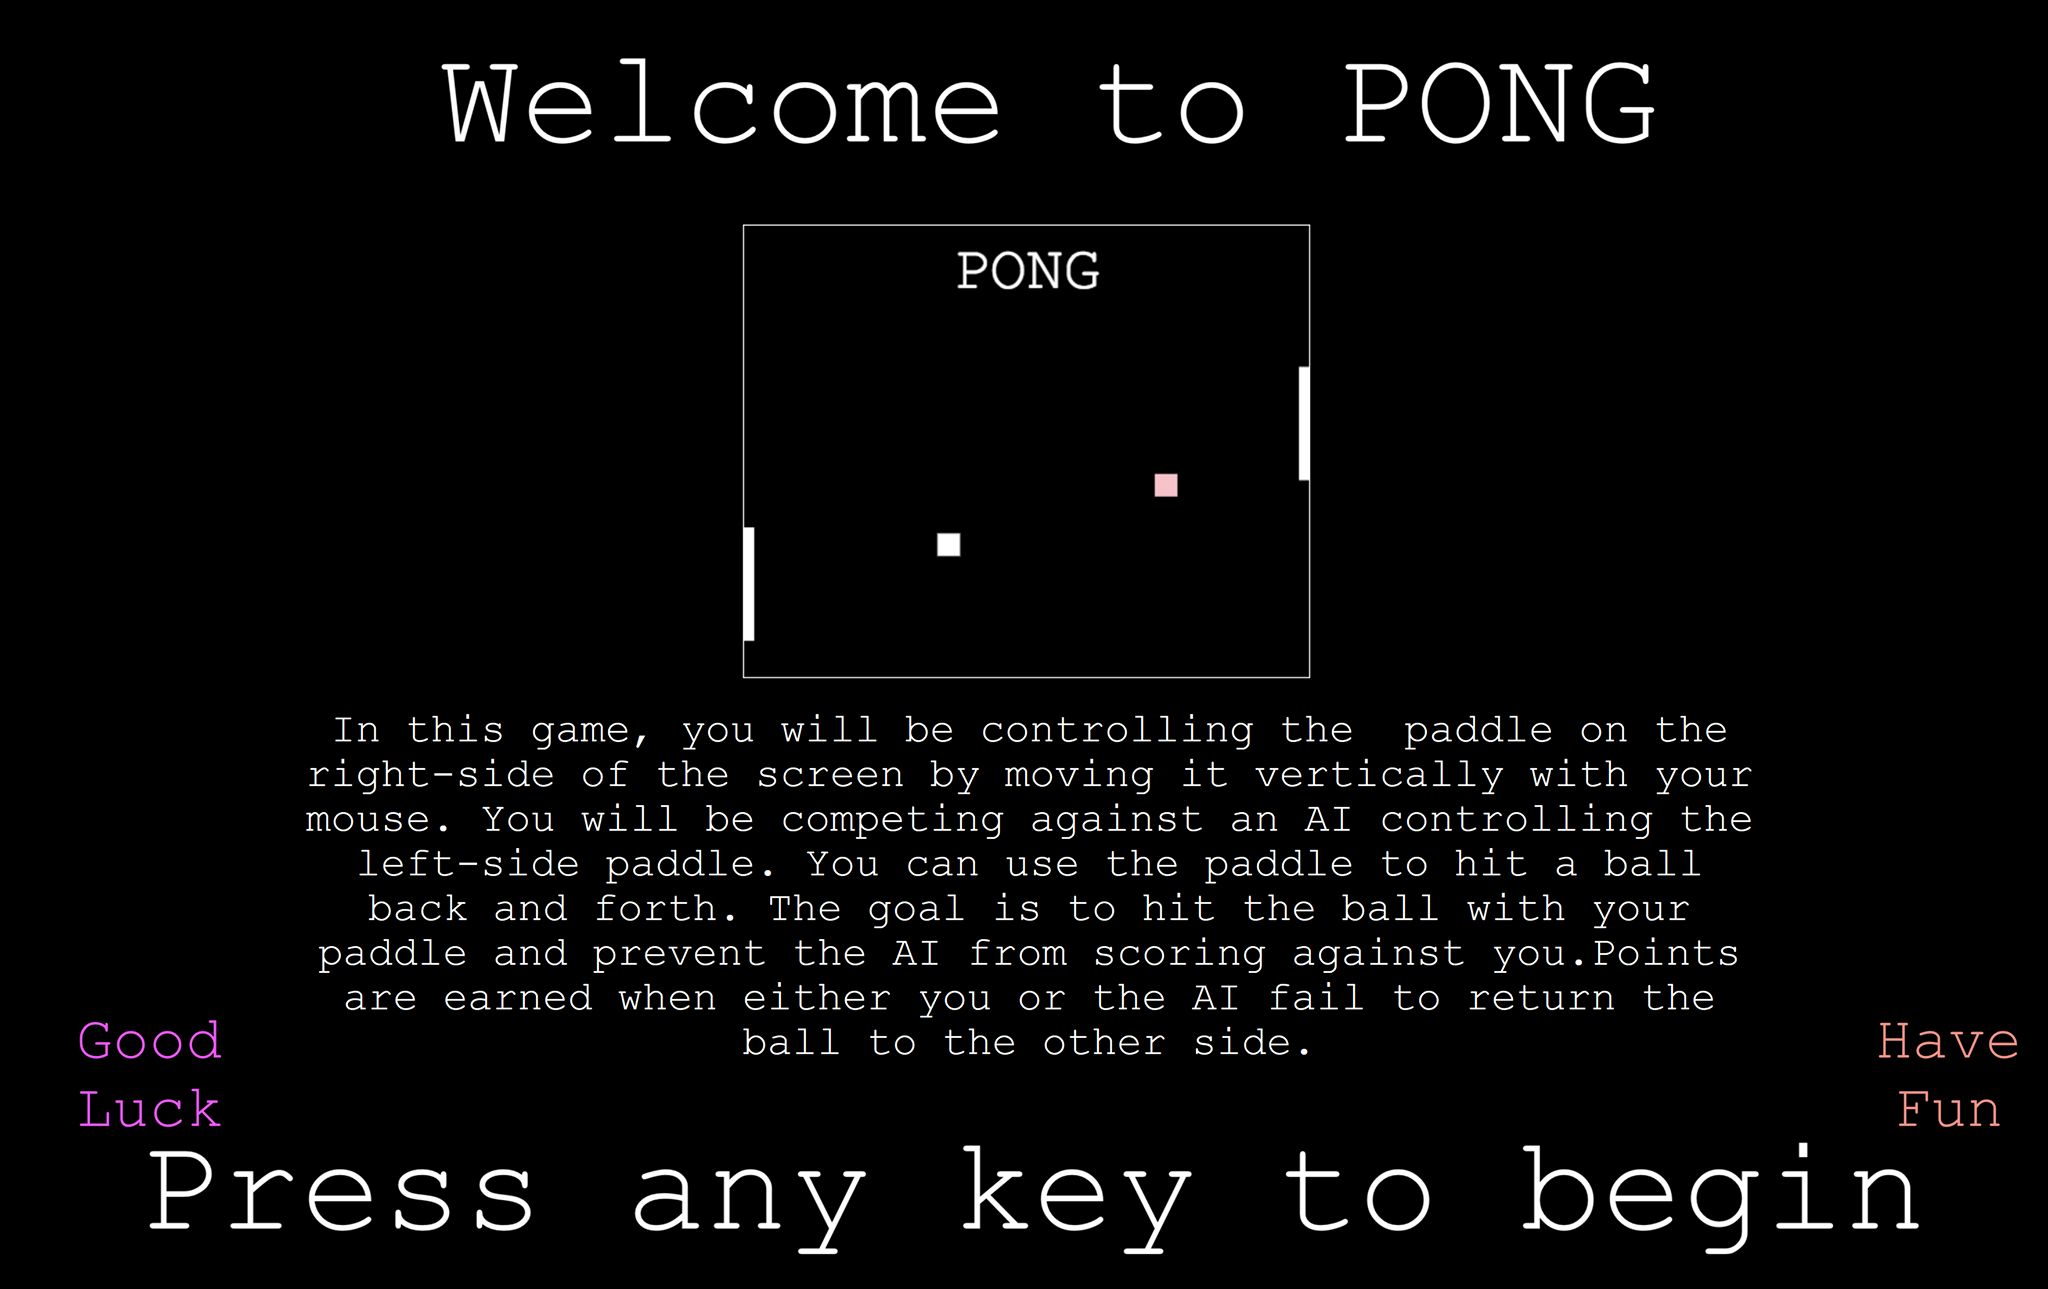 Welcome to PONG
PONG
In this game, you will be controlling the  paddle on the
right-side of the screen by moving it vertically with your
mouse. You will be competing against an AI controlling the
left-side paddle. You can use the paddle to hit a ball
back and forth. The goal is to hit the ball with your
paddle and prevent the AI from scoring against you.Points
are earned when either you or the AI fail to return the
ball to the other side.
Good
Luck
Have
Fun
Press any key to begin